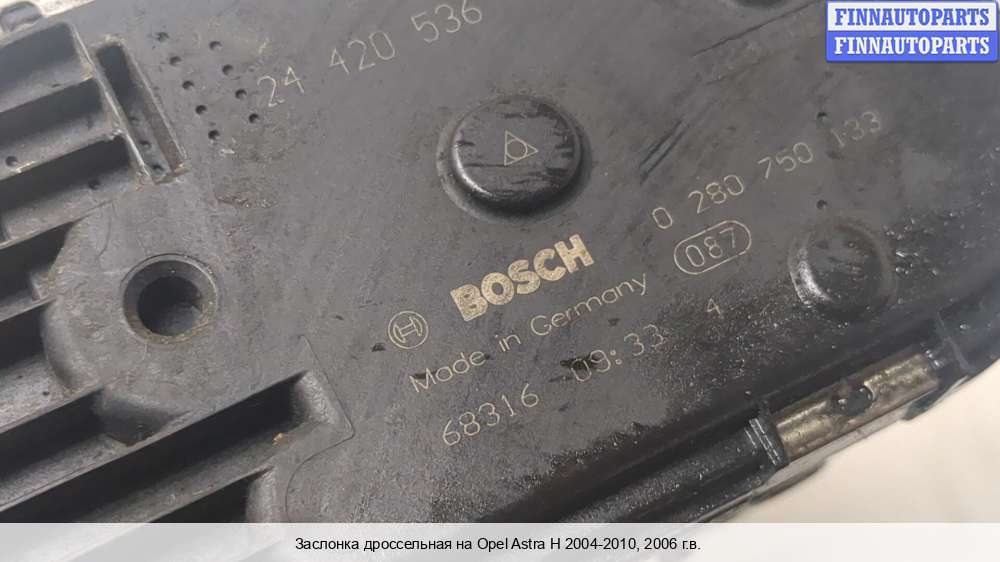 FINNAUTOPARTS
FINNAUTOPARTS
24 420 536
0 280 750 133
087
BOSCH
Made in Germany
68316 09:33 4
Заслонка дроссельная на Opel Astra H 2004-2010, 2006 г.в.